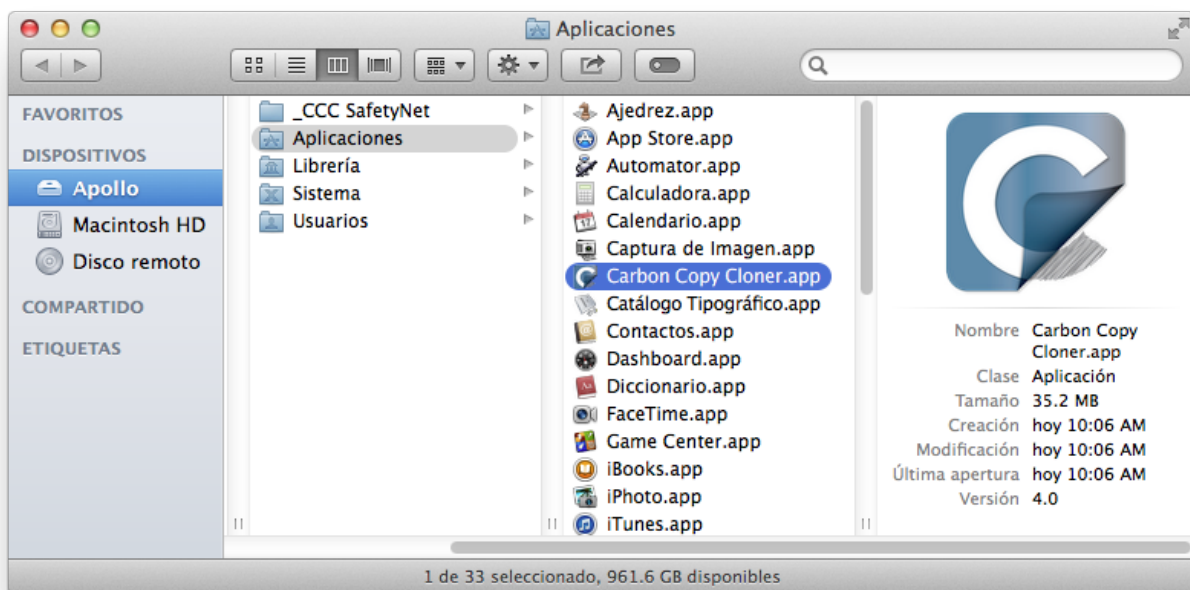 Aplicaciones
FAVORITOS
DISPOSITIVOS
Apollo
Macintosh HD
Disco remoto
COMPARTIDO
ETIQUETAS
_CCC SafetyNet
Aplicaciones
Librería
Sistema
Usuarios
Ajedrez.app
App Store.app
Automator.app
Calculadora.app
Calendario.app
Captura de Imagen.app
Carbon Copy Cloner.app
Catálogo Tipográfico.app
Contactos.app
Dashboard.app
Diccionario.app
FaceTime.app
Game Center.app
iBooks.app
iPhoto.app
iTunes.app
Nombre Carbon Copy
Cloner.app
Clase Aplicación
Tamaño 35.2 MB
Creación hoy 10:06 AM
Modificación hoy 10:06 AM
Última apertura hoy 10:06 AM
Versión 4.0
1 de 33 seleccionado, 961.6 GB disponibles